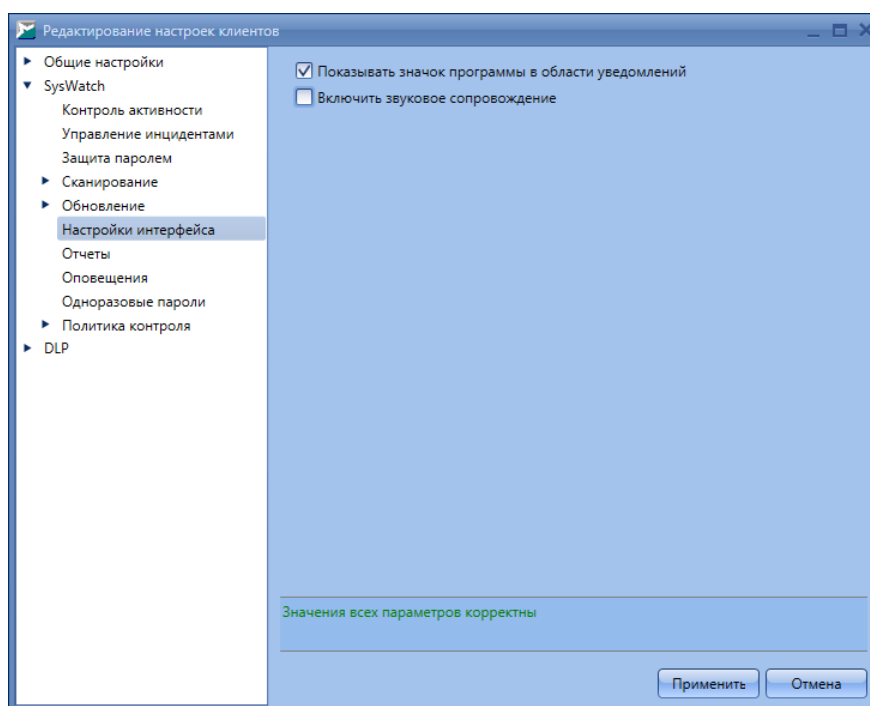 Редактирование настроек клиентов
Общие настройки
SysWatch
Контроль активности
Управление инцидентами
Защита паролем
Сканирование
Обновление
Настройки интерфейса
Отчеты
Оповещения
Одноразовые пароли
Политика контроля
DLP
Показывать значок программы в области уведомлений
Включить звуковое сопровождение
Значения всех параметров корректны
Применить
Отмена